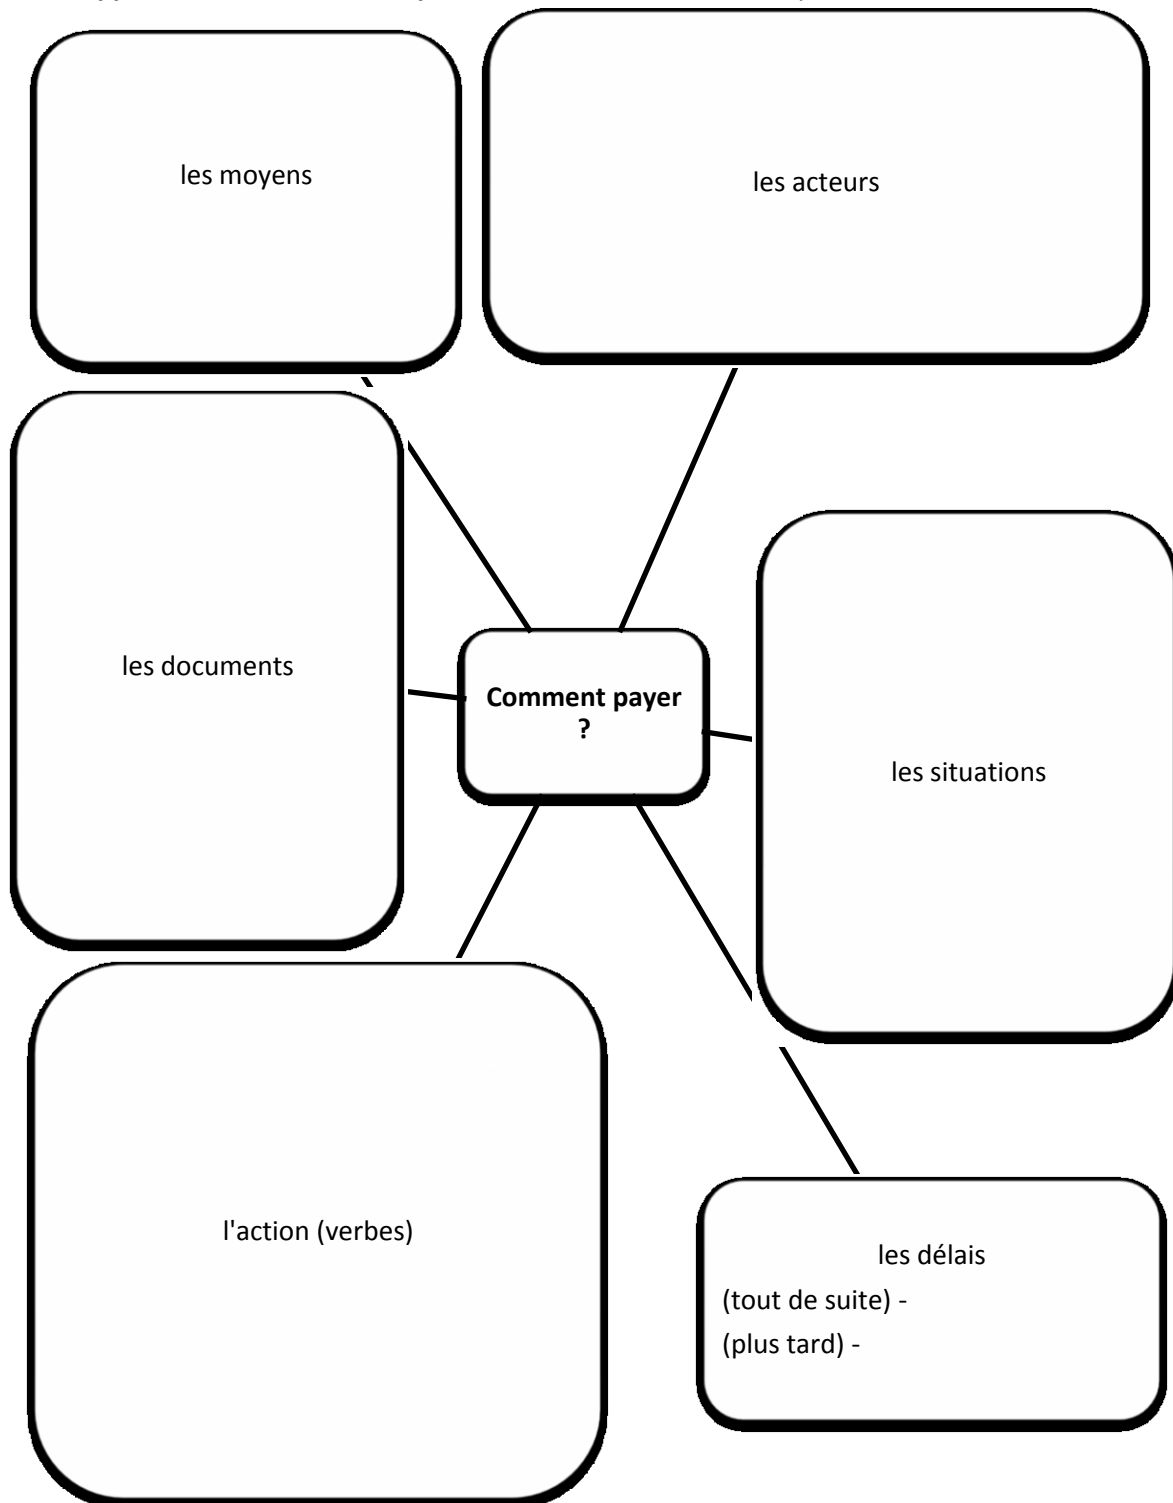 les moyens
les acteurs
les documents
Comment payer
?
les situations
l'action (verbes)
les délais
(tout de suite) -
(plus tard) -